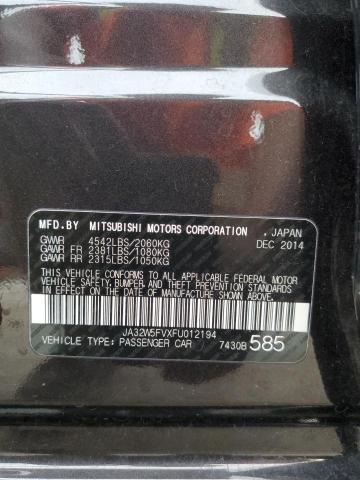 MFD.BY MITSUBISHI MOTORS CORPORATION , JAPAN
GVWR 4542LBS/2060KG DEC 2014
GAWR FR 2381LBS/1080KG
GAWR RR 2315LBS/1050KG
THIS VEHICLE CONFORMS TO ALL APPLICABLE FEDERAL MOTOR
VEHICLE SAFETY, BUMPER, AND THEFT PREVENTION STANDARDS
IN EFFECT ON THE DATE OF MANUFACTURE SHOWN ABOVE.
JA32W5FVXFU012194
VEHICLE TYPE: PASSENGER CAR 7430B 585